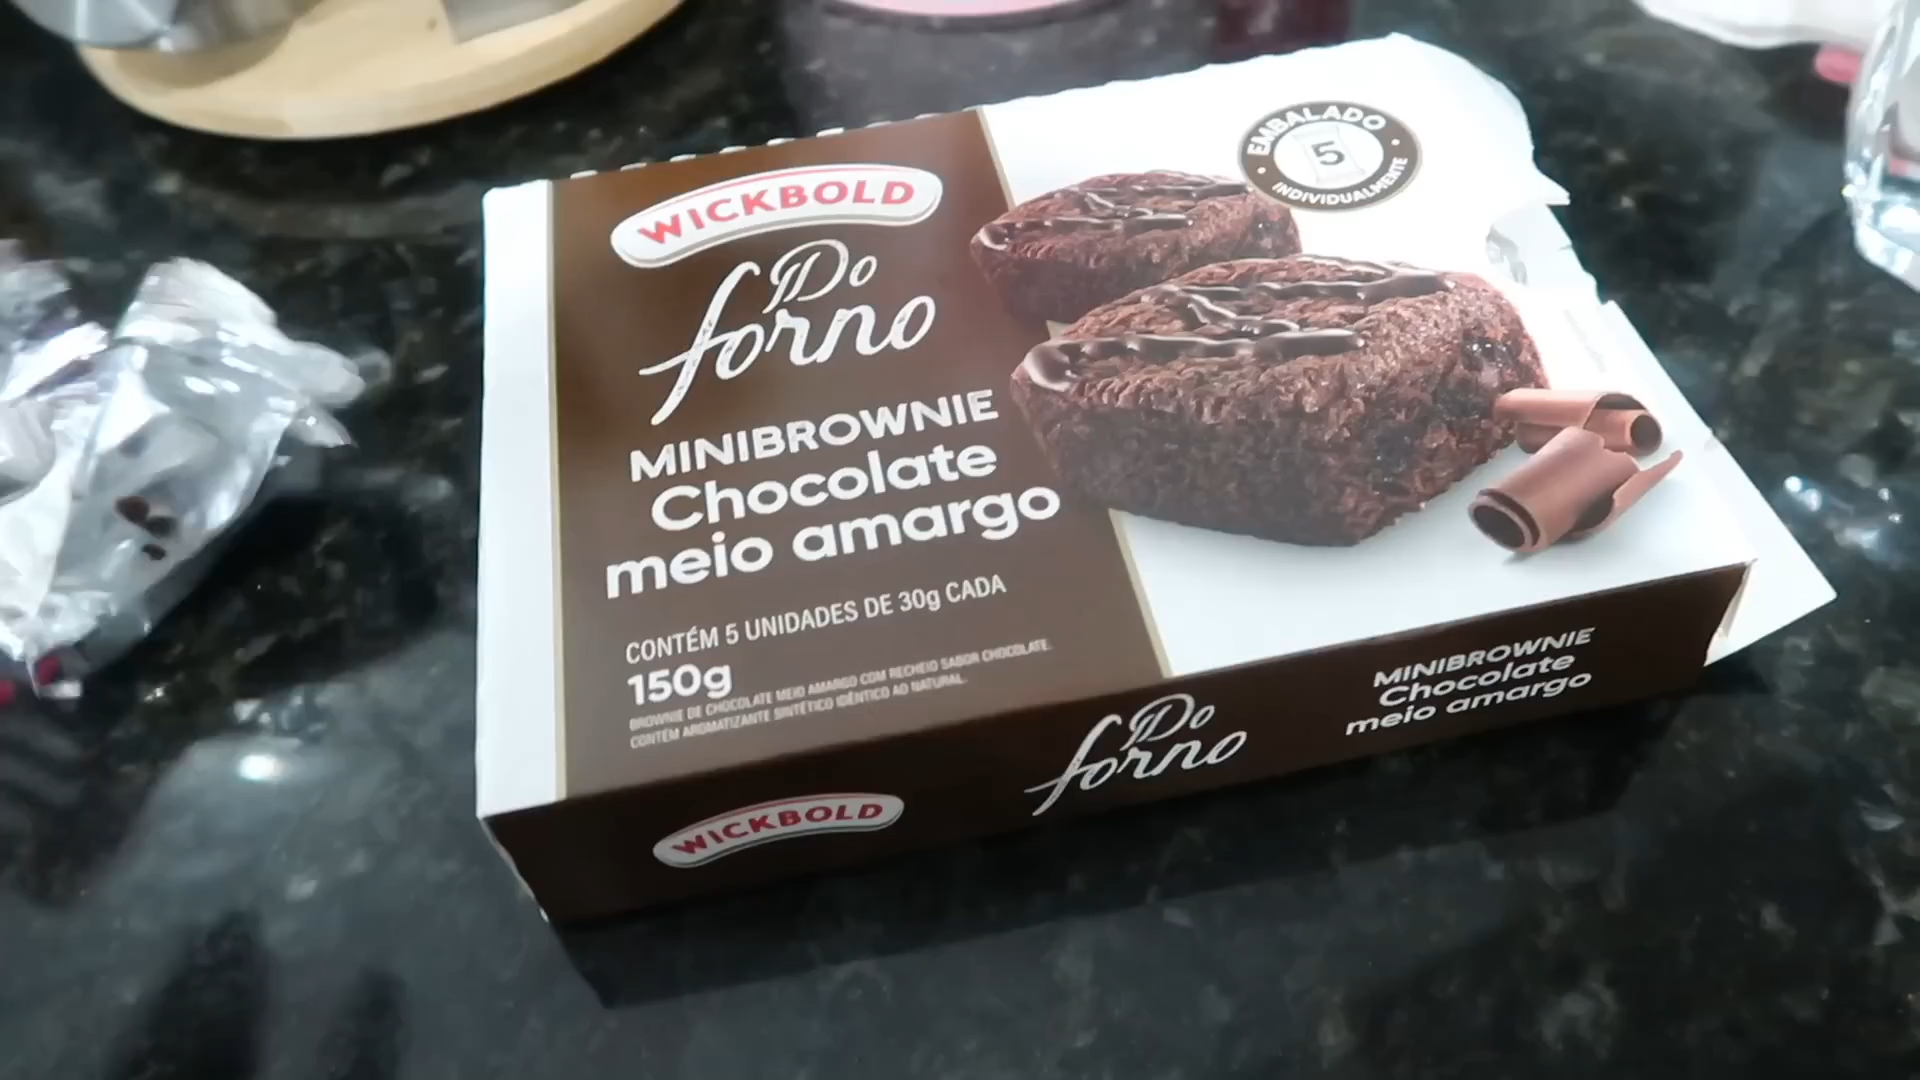 WICKBOLD
Do
forno
MINIBROWNIE
Chocolate
meio amargo
CONTÉM 5 UNIDADES DE 30g CADA
150g
BROWNIE DE CHOCOLATE MEIO AMARGO COM RECHEIO SABOR CHOCOLATE.
CONTÉM AROMATIZANTE SINTÉTICO IDÊNTICO AO NATURAL.
EMBALADO
5
INDIVIDUALMENTE
WICKBOLD
Do
forno
MINIBROWNIE
Chocolate
meio amargo